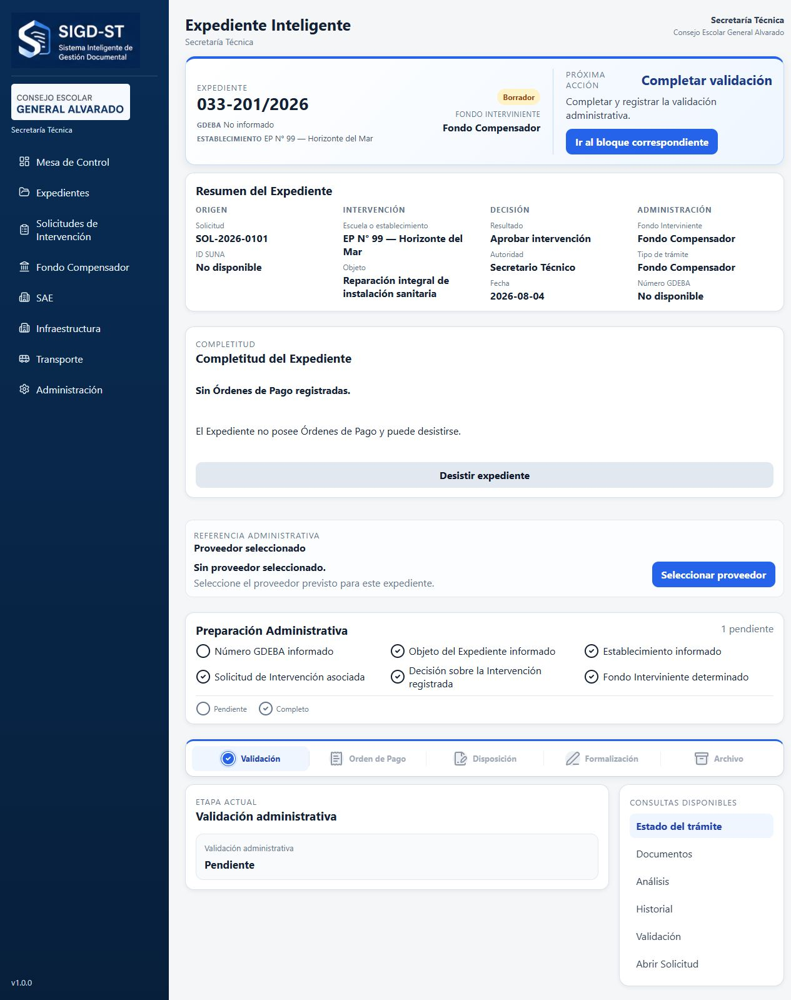 SIGD-ST
Sistema Inteligente de
Gestión Documental
CONSEJO ESCOLAR
GENERAL ALVARADO
Secretaría Técnica
Mesa de Control
Expedientes
Solicitudes de
Intervención
Fondo Compensador
SAE
Infraestructura
Transporte
Administración
v1.0.0
Expediente Inteligente
Secretaría Técnica
Secretaría Técnica
Consejo Escolar General Alvarado
EXPEDIENTE
033-201/2026
GDEBA No informado
ESTABLECIMIENTO EP N° 99 — Horizonte del Mar
Borrador
FONDO INTERVINIENTE
Fondo Compensador
PRÓXIMA
ACCIÓN
Completar validación
Completar y registrar la validación
administrativa.
Ir al bloque correspondiente
Resumen del Expediente
ORIGEN
Solicitud
SOL-2026-0101
ID SUNA
No disponible
INTERVENCIÓN
Escuela o establecimiento
EP N° 99 — Horizonte del
Mar
Objeto
Reparación integral de
instalación sanitaria
DECISIÓN
Resultado
Aprobar intervención
Autoridad
Secretario Técnico
Fecha
2026-08-04
ADMINISTRACIÓN
Fondo Interviniente
Fondo Compensador
Tipo de trámite
Fondo Compensador
Número GDEBA
No disponible
COMPLETITUD
Completitud del Expediente
Sin Órdenes de Pago registradas.
El Expediente no posee Órdenes de Pago y puede desistirse.
Desistir expediente
REFERENCIA ADMINISTRATIVA
Proveedor seleccionado
Sin proveedor seleccionado.
Seleccione el proveedor previsto para este expediente.
Seleccionar proveedor
Preparación Administrativa
1 pendiente
Número GDEBA informado
Objeto del Expediente informado
Establecimiento informado
Solicitud de Intervención asociada
Decisión sobre la Intervención
registrada
Fondo Interviniente determinado
Pendiente
Completo
Validación
Orden de Pago
Disposición
Formalización
Archivo
ETAPA ACTUAL
Validación administrativa
Validación administrativa
Pendiente
CONSULTAS DISPONIBLES
Estado del trámite
Documentos
Análisis
Historial
Validación
Abrir Solicitud